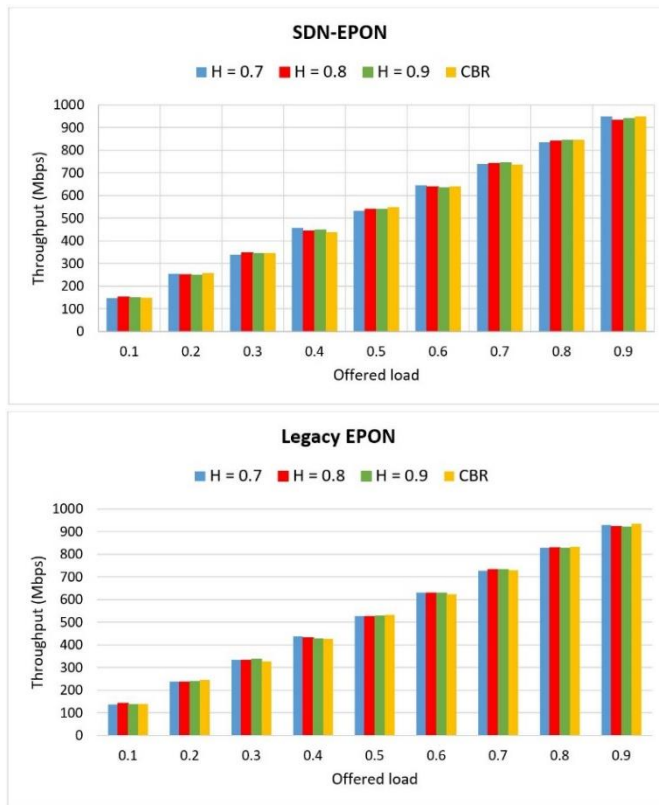 SDN-EPON
H = 0.7 H = 0.8 H = 0.9 CBR
1000
900
800
700
600
500
400
300
200
100
0
Throughput (Mbps)
0.1 0.2 0.3 0.4 0.5 0.6 0.7 0.8 0.9
Offered load
Legacy EPON
H = 0.7 H = 0.8 H = 0.9 CBR
1000
900
800
700
600
500
400
300
200
100
0
Throughput (Mbps)
0.1 0.2 0.3 0.4 0.5 0.6 0.7 0.8 0.9
Offered load